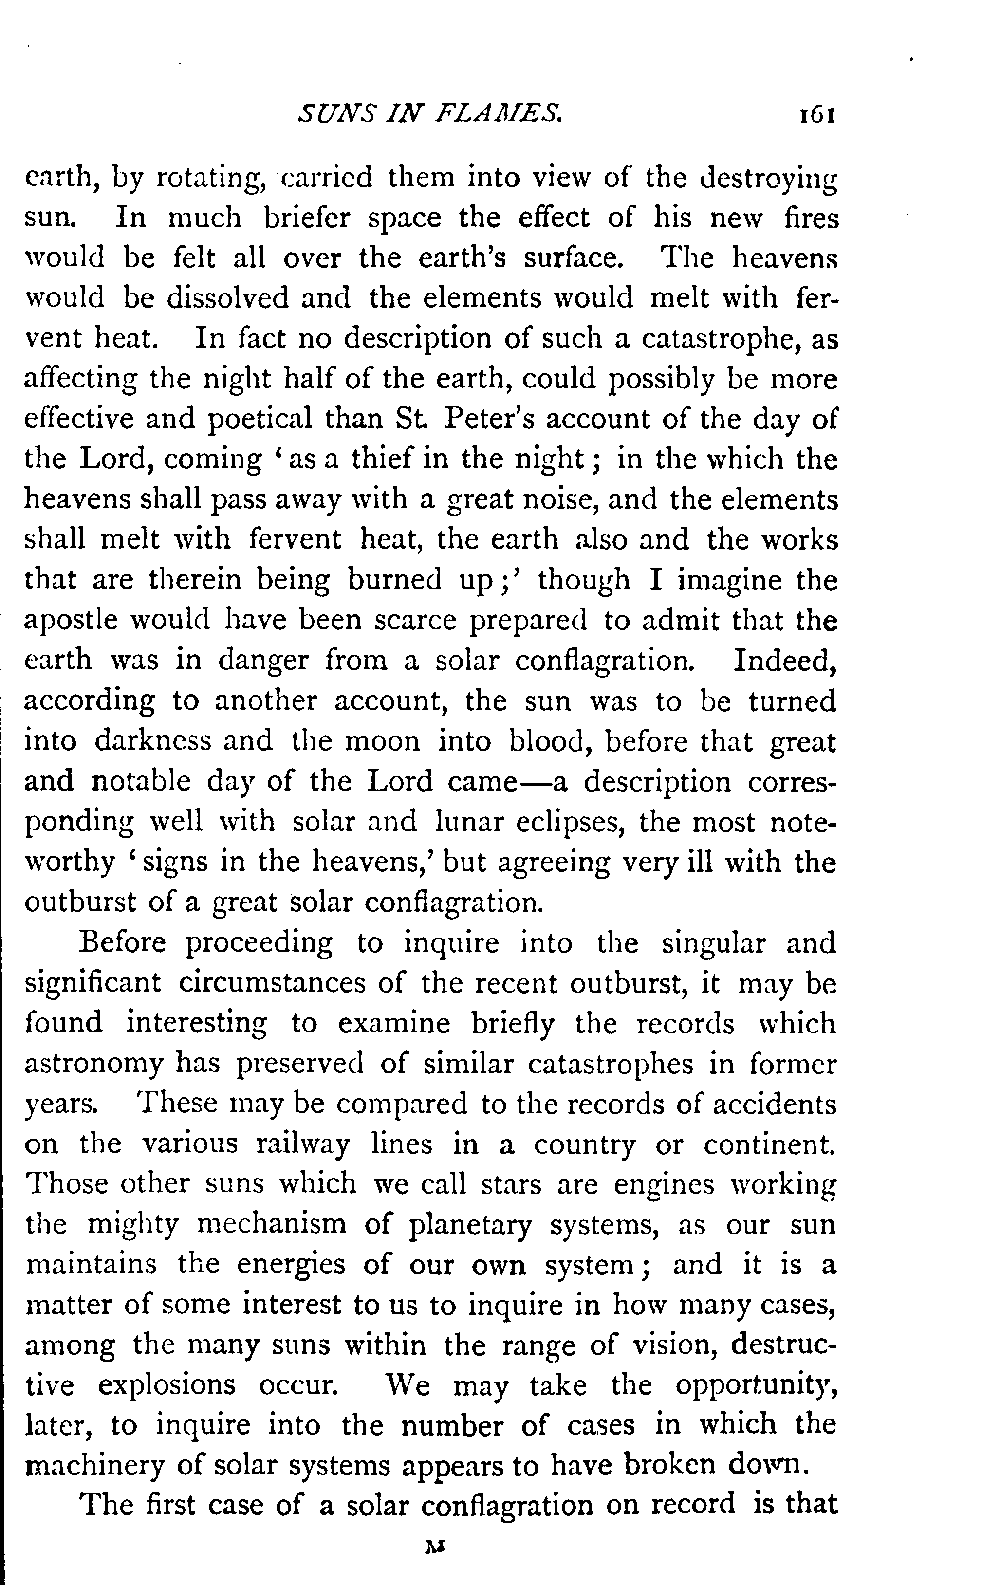 SUNS IN FLAMES. 161
earth, by rotating, carried them into view of the destroying
sun. In much briefer space the effect of his new fires
would be felt all over the earth's surface. The heavens
would be dissolved and the elements would melt with fer-
vent heat. In fact no description of such a catastrophe, as
affecting the night half of the earth, could possibly be more
effective and poetical than St. Peter's account of the day of
the Lord, coming ‘as a thief in the night; in the which the
heavens shall pass away with a great noise, and the elements
shall melt with fervent heat, the earth also and the works
that are therein being burned up;’ though I imagine the
apostle would have been scarce prepared to admit that the
earth was in danger from a solar conflagration. Indeed,
according to another account, the sun was to be turned
into darkness and the moon into blood, before that great
and notable day of the Lord came—a description corres-
ponding well with solar and lunar eclipses, the most note-
worthy ‘signs in the heavens,’ but agreeing very ill with the
outburst of a great solar conflagration.
Before proceeding to inquire into the singular and
significant circumstances of the recent outburst, it may be
found interesting to examine briefly the records which
astronomy has preserved of similar catastrophes in former
years. These may be compared to the records of accidents
on the various railway lines in a country or continent.
Those other suns which we call stars are engines working
the mighty mechanism of planetary systems, as our sun
maintains the energies of our own system; and it is a
matter of some interest to us to inquire in how many cases,
among the many suns within the range of vision, destruc-
tive explosions occur. We may take the opportunity,
later, to inquire into the number of cases in which the
machinery of solar systems appears to have broken down.
The first case of a solar conflagration on record is that
M